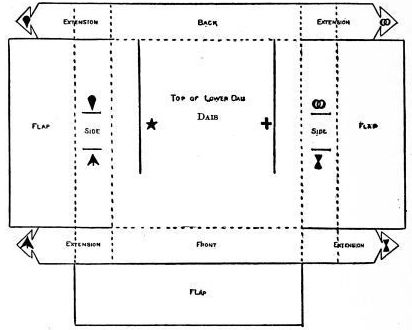 EXTENSION BACK EXTENSION
TOP OF LOWER DAIS
DAIS
FLAP SIDE SIDE FLAP
EXTENSION FRONT EXTENSION
FLAP